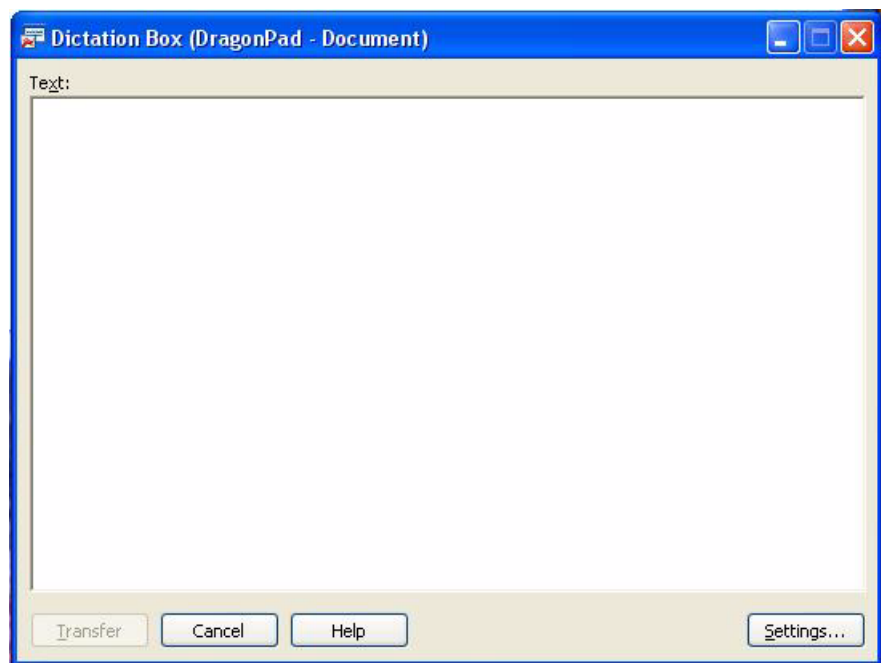 Dictation Box (DragonPad - Document)
Text:
Transfer Cancel Help Settings...